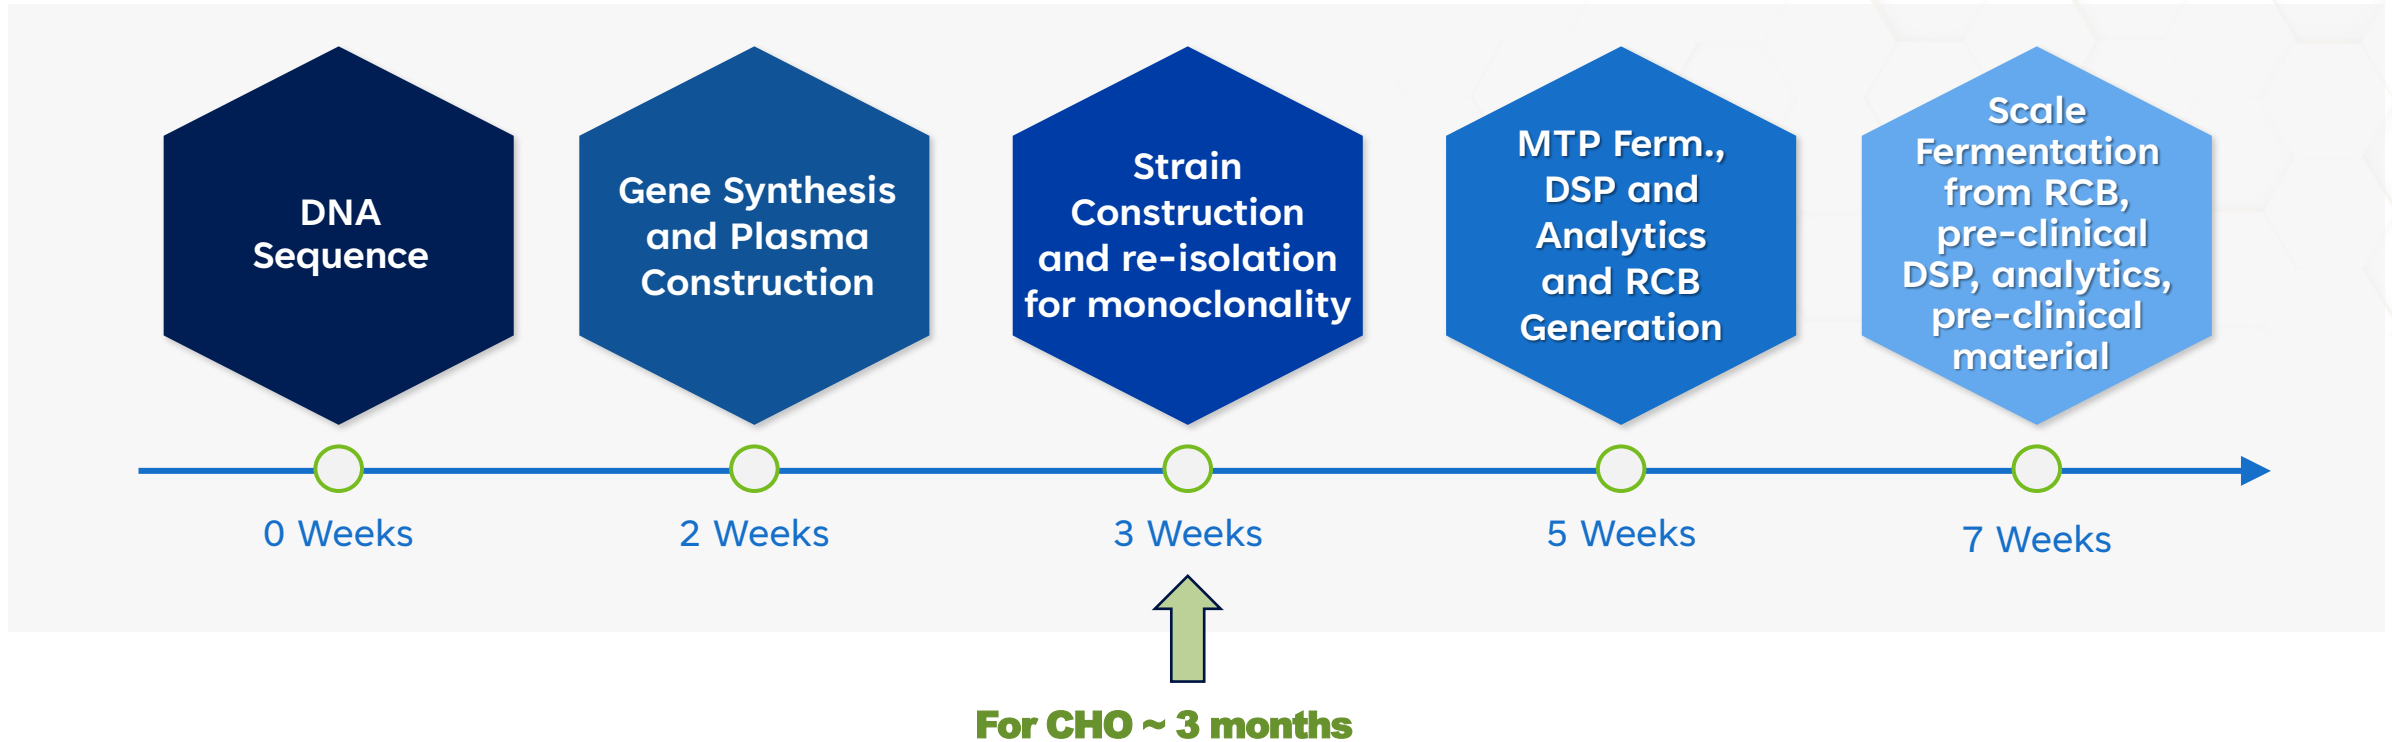 DNA
Sequence
Gene Synthesis
and Plasma
Construction
Strain
Construction
and re-isolation
for monoclonality
MTP Ferm.,
DSP and
Analytics
and RCB
Generation
Scale
Fermentation
from RCB,
pre-clinical
DSP, analytics,
pre-clinical
material
0 Weeks
2 Weeks
3 Weeks
5 Weeks
7 Weeks
For CHO ~ 3 months